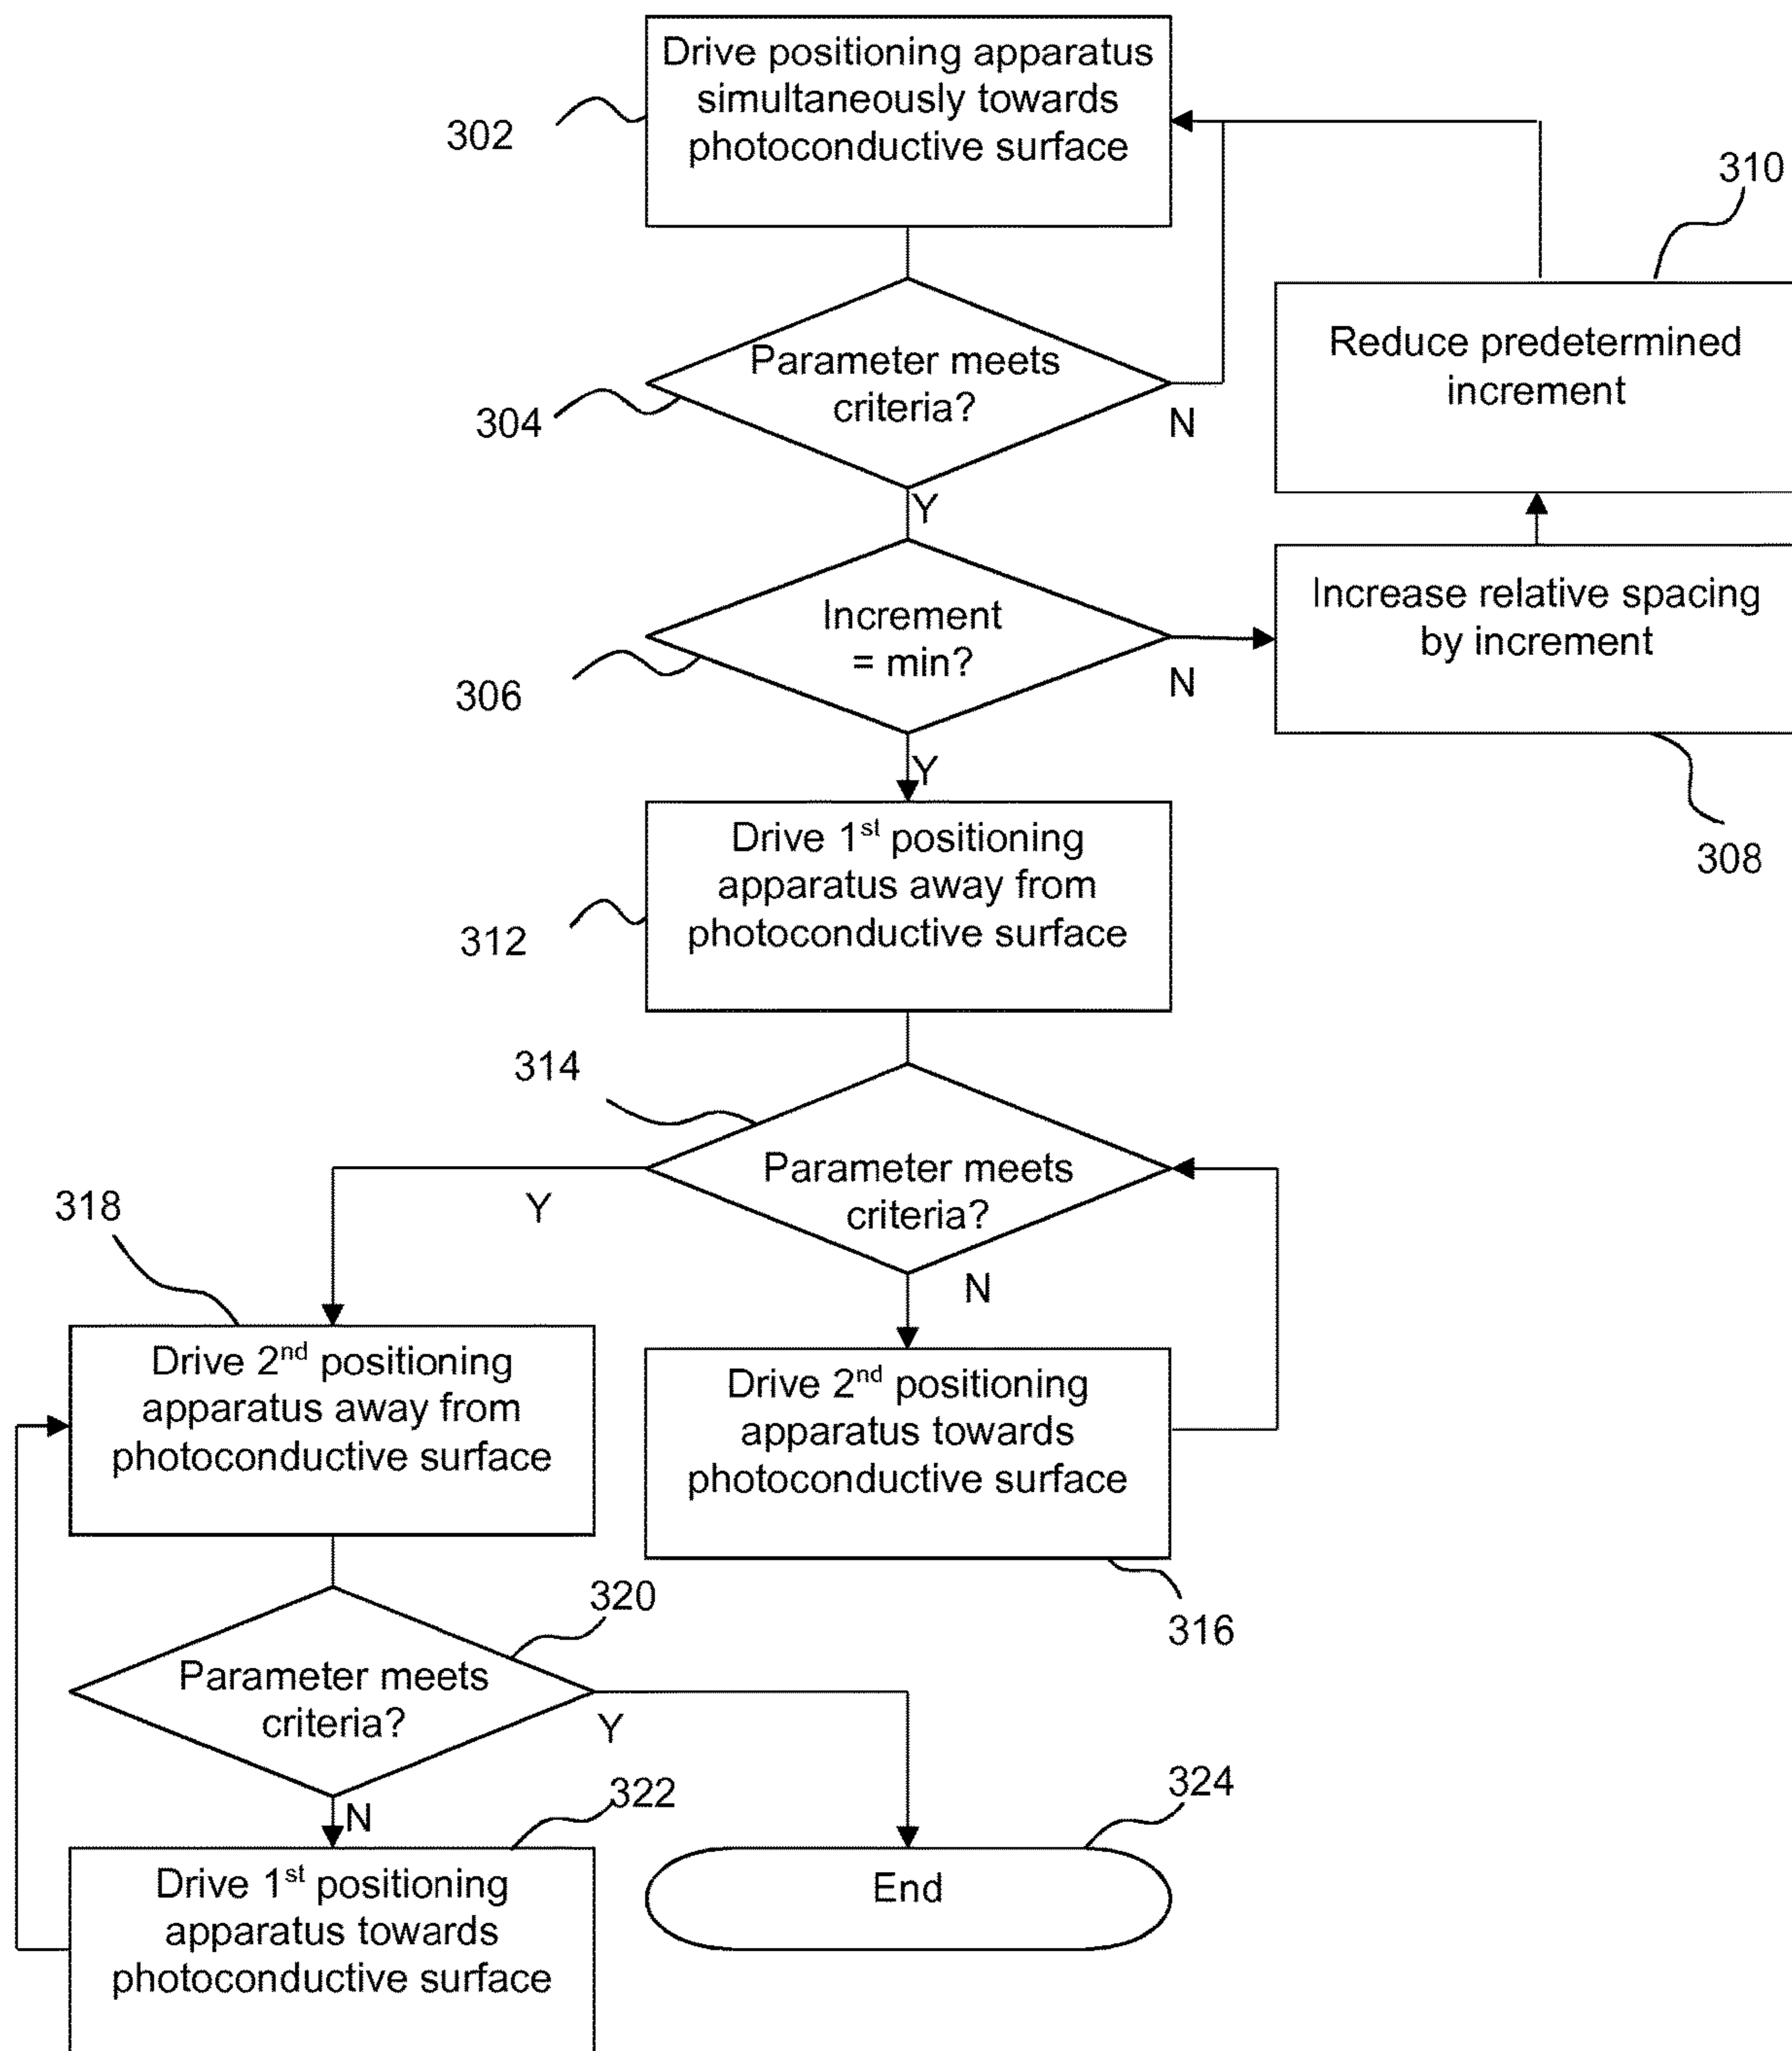 Drive positioning apparatus
simultaneously towards
photoconductive surface
302
310
Parameter meets
criteria?
304
N
Reduce predetermined
increment
Y
Increment
= min?
306
N
Increase relative spacing
by increment
308
Y
Drive 1st positioning
apparatus away from
photoconductive surface
312
314
Parameter meets
criteria?
Y
N
318
Drive 2nd positioning
apparatus away from
photoconductive surface
Drive 2nd positioning
apparatus towards
photoconductive surface
316
320
Parameter meets
criteria?
Y
N
322
324
Drive 1st positioning
apparatus towards
photoconductive surface
End